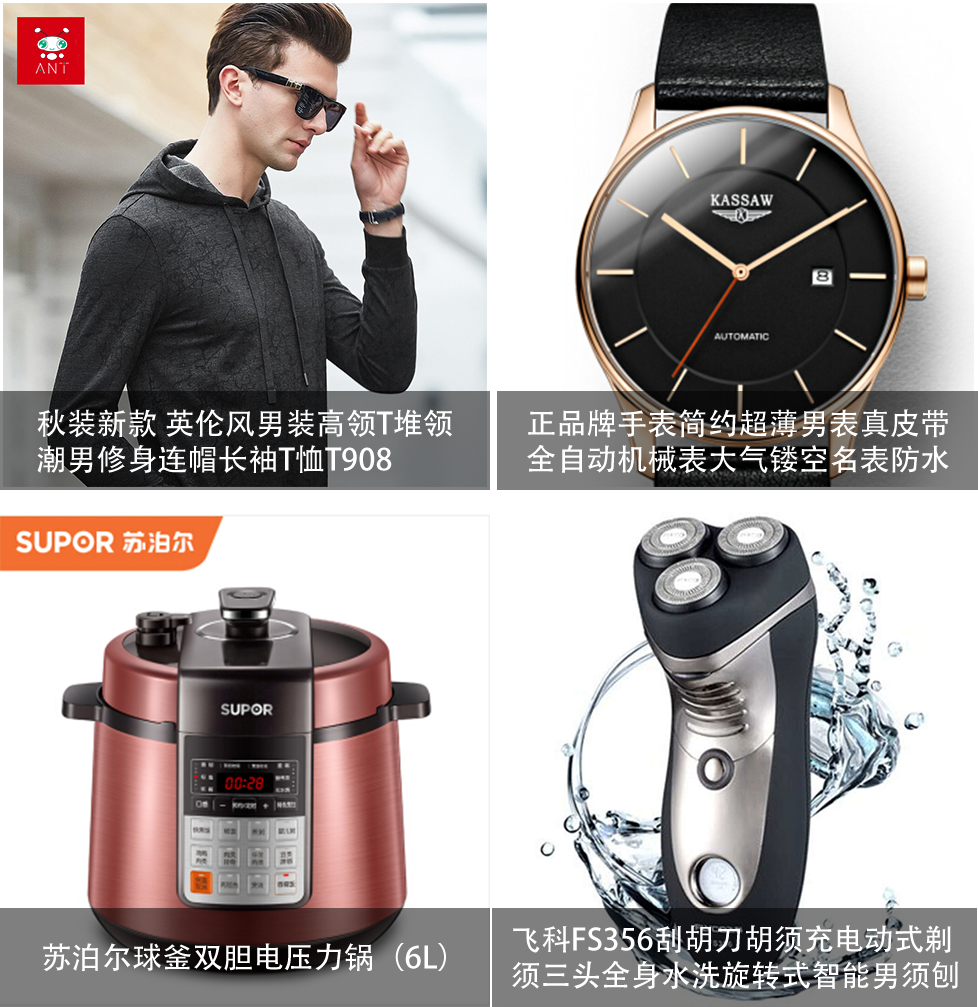 ANT
秋装新款 英伦风男装高领T堆领
潮男修身连帽长袖T恤T908
KASSAW
8
AUTOMATIC
正品牌手表简约超薄男表真皮带
全自动机械表大气镂空名表防水
SUPOR 苏泊尔
SUPOR
00:28
苏泊尔球釜双胆电压力锅（6L）
飞科FS356刮胡刀胡须充电动式剃
须三头全身水洗旋转式智能男须刨